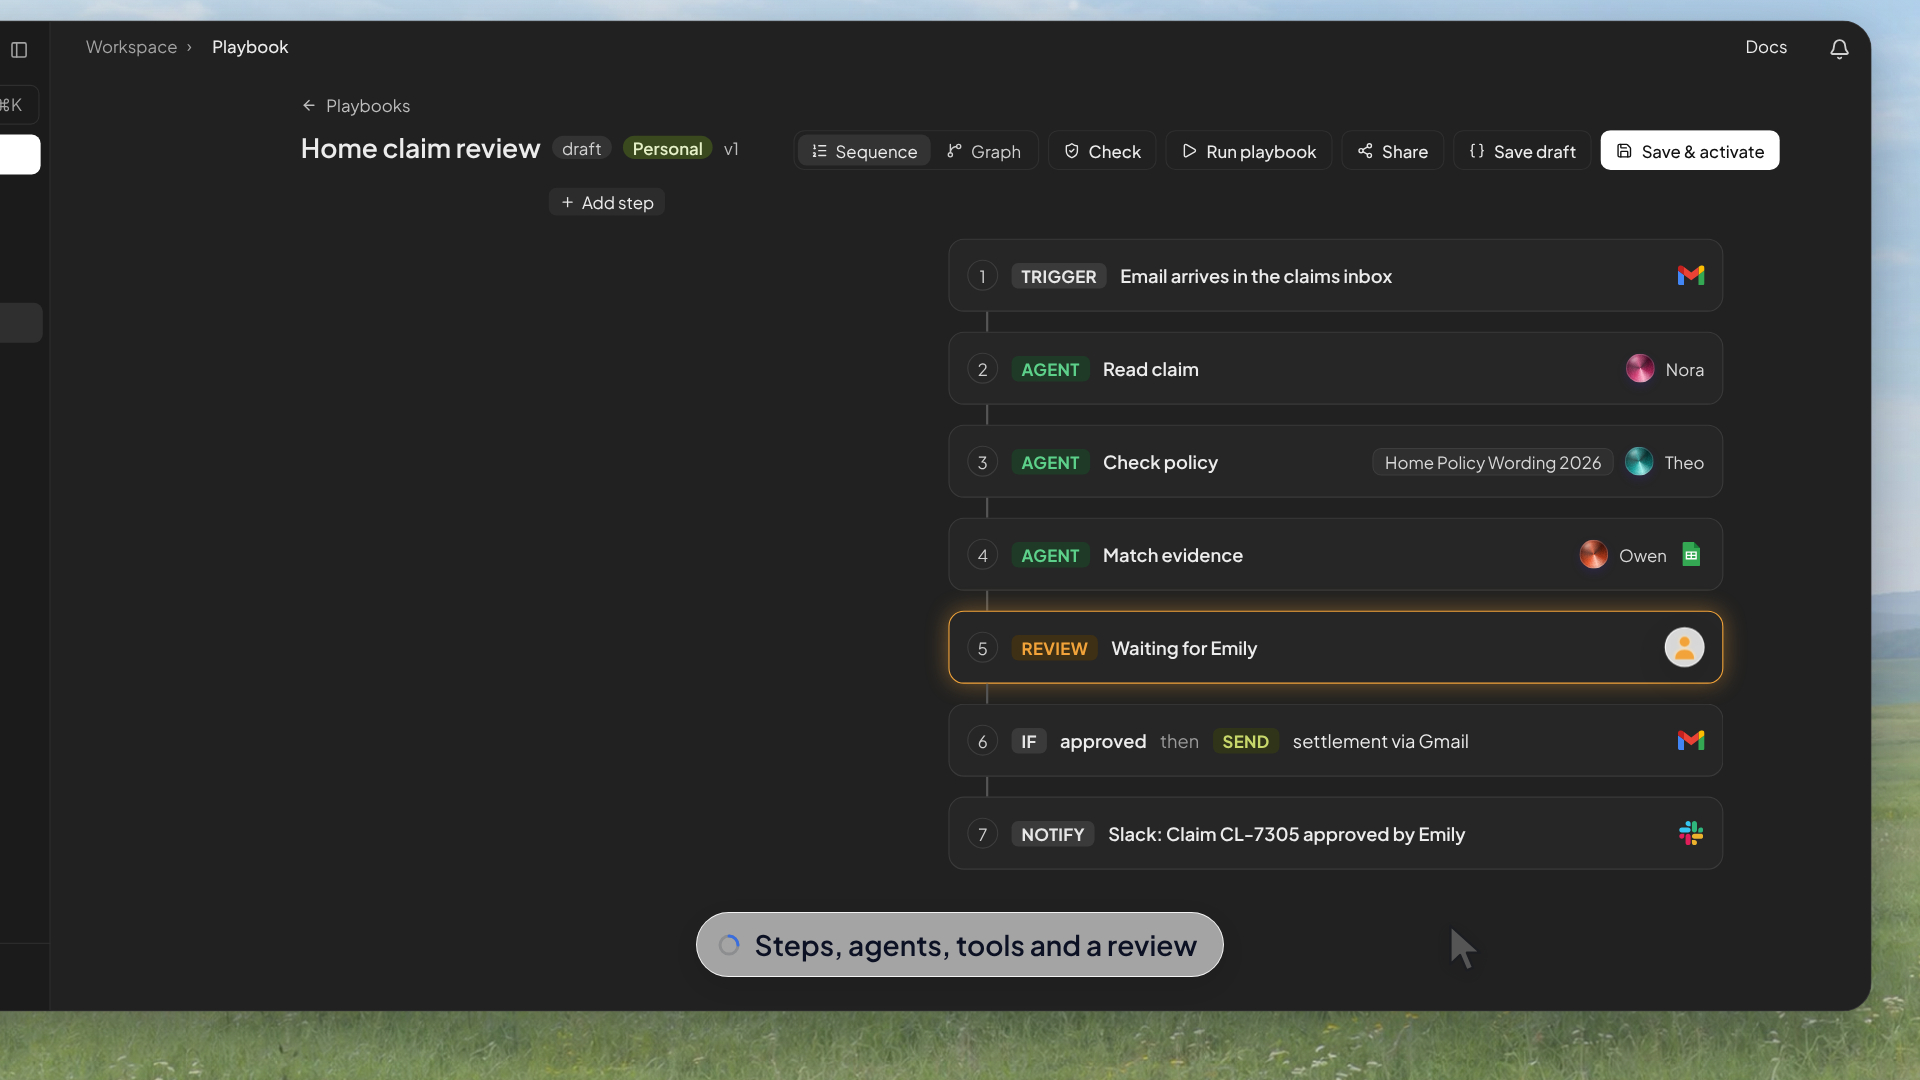 Workspace › Playbook
Docs
⌘K
← Playbooks
Home claim review draft Personal v1
Sequence Graph Check Run playbook Share Save draft Save & activate
+ Add step
1 TRIGGER Email arrives in the claims inbox
2 AGENT Read claim Nora
3 AGENT Check policy Home Policy Wording 2026 Theo
4 AGENT Match evidence Owen
5 REVIEW Waiting for Emily
6 IF approved then SEND settlement via Gmail
7 NOTIFY Slack: Claim CL-7305 approved by Emily
Steps, agents, tools and a review